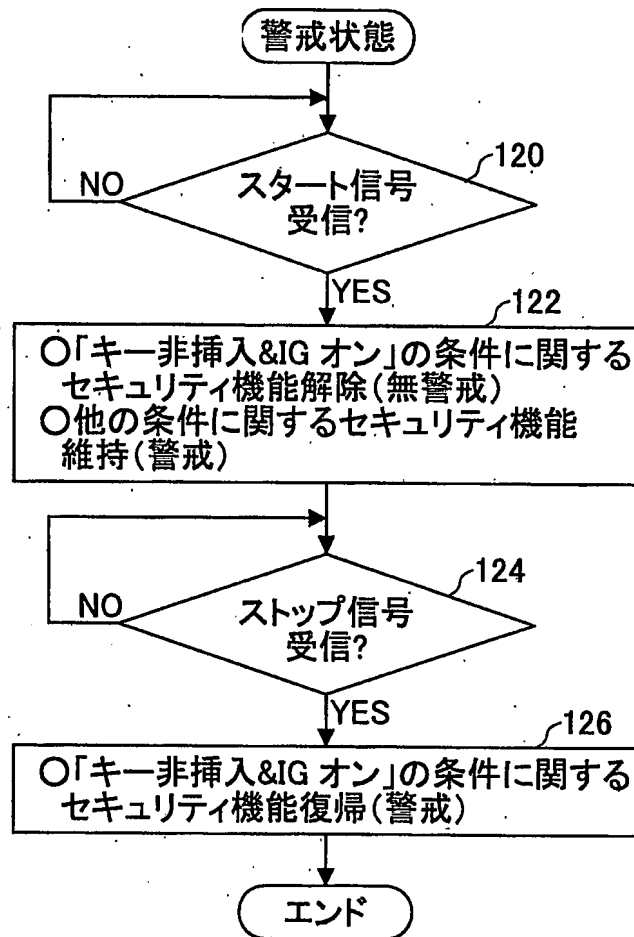 警戒状態
120
スタート信号
受信?
NO
YES
122
○「キー非挿入&IG オン」の条件に関する
セキュリティ機能解除(無警戒)
○他の条件に関するセキュリティ機能
維持(警戒)
124
ストップ信号
受信?
NO
YES
126
○「キー非挿入&IG オン」の条件に関する
セキュリティ機能復帰(警戒)
エンド